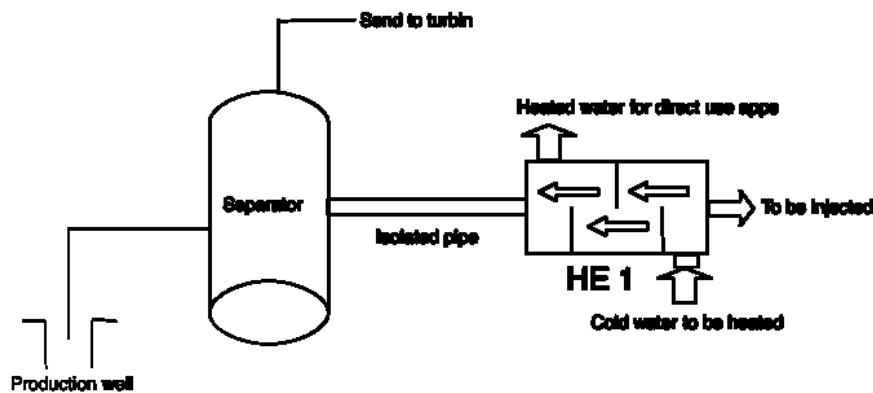 Send to turbin
Heated water for direct use apps
Separator
To be injected
Isolated pipe
HE 1
Cold water to be heated
Production well